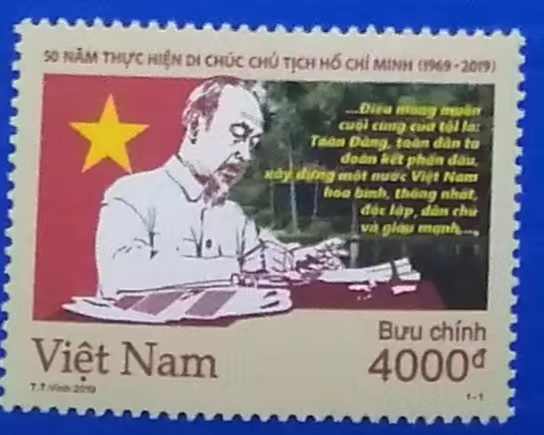 50 NĂM THỰC HIỆN DI CHÚC CHỦ TỊCH HỒ CHÍ MINH (1969 - 2019)
...Điều mong muốn
cuối cùng của tôi là:
Toàn Đảng, toàn dân ta
đoàn kết phấn đấu,
xây dựng một nước Việt Nam
hòa bình, thống nhất,
độc lập, dân chủ
và giàu mạnh...,
Bưu chính
Việt Nam
4000đ
T.T.Vinh 2019
1-1